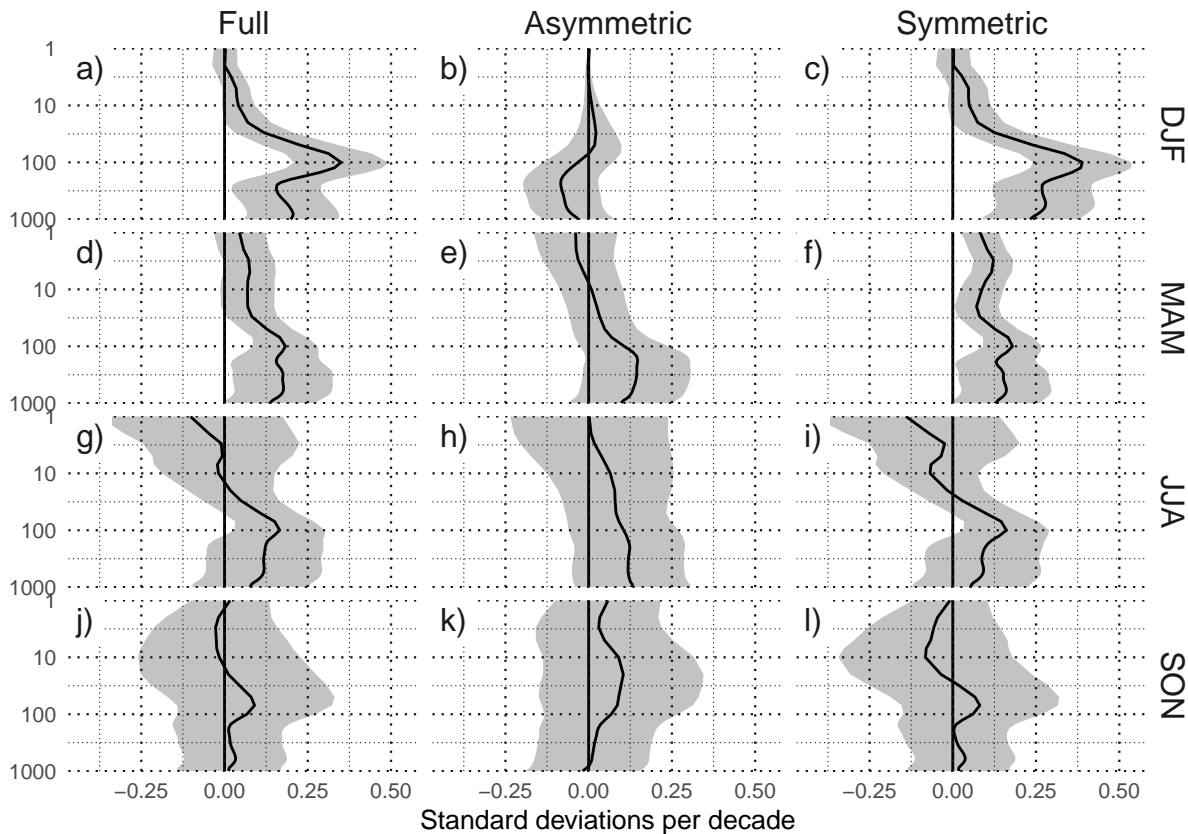 Full Asymmetric Symmetric
1
a) b) c)
10
100
1000
DJF
1
d) e) f)
10
100
1000
MAM
1
g) h) i)
10
100
1000
JJA
1
j) k) l)
10
100
1000
SON
−0.25 0.00 0.25 0.50 −0.25 0.00 0.25 0.50 −0.25 0.00 0.25 0.50
Standard deviations per decade